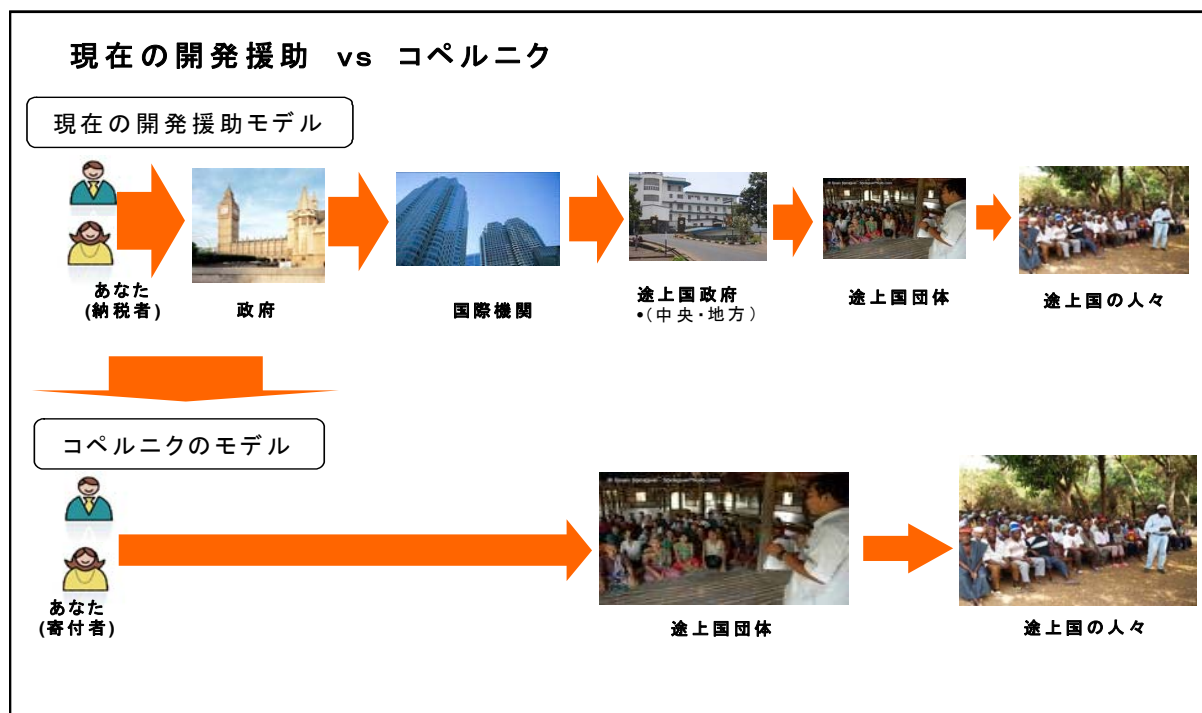 現在の開発援助 vs コペルニク
現在の開発援助モデル
あなた
(納税者)
政府
国際機関
途上国政府
•(中央・地方)
途上国団体
途上国の人々
コペルニクのモデル
あなた
(寄付者)
途上国団体
途上国の人々